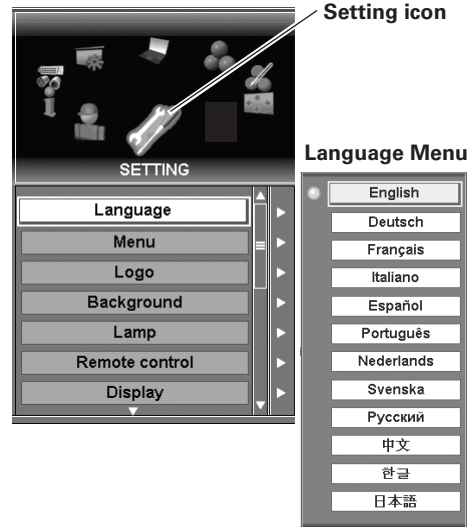 Setting icon
SETTING
Language
Menu
Logo
Background
Lamp
Remote control
Display
Language Menu
English
Deutsch
Français
Italiano
Español
Português
Nederlands
Svenska
Русский
中文
한글
日本語